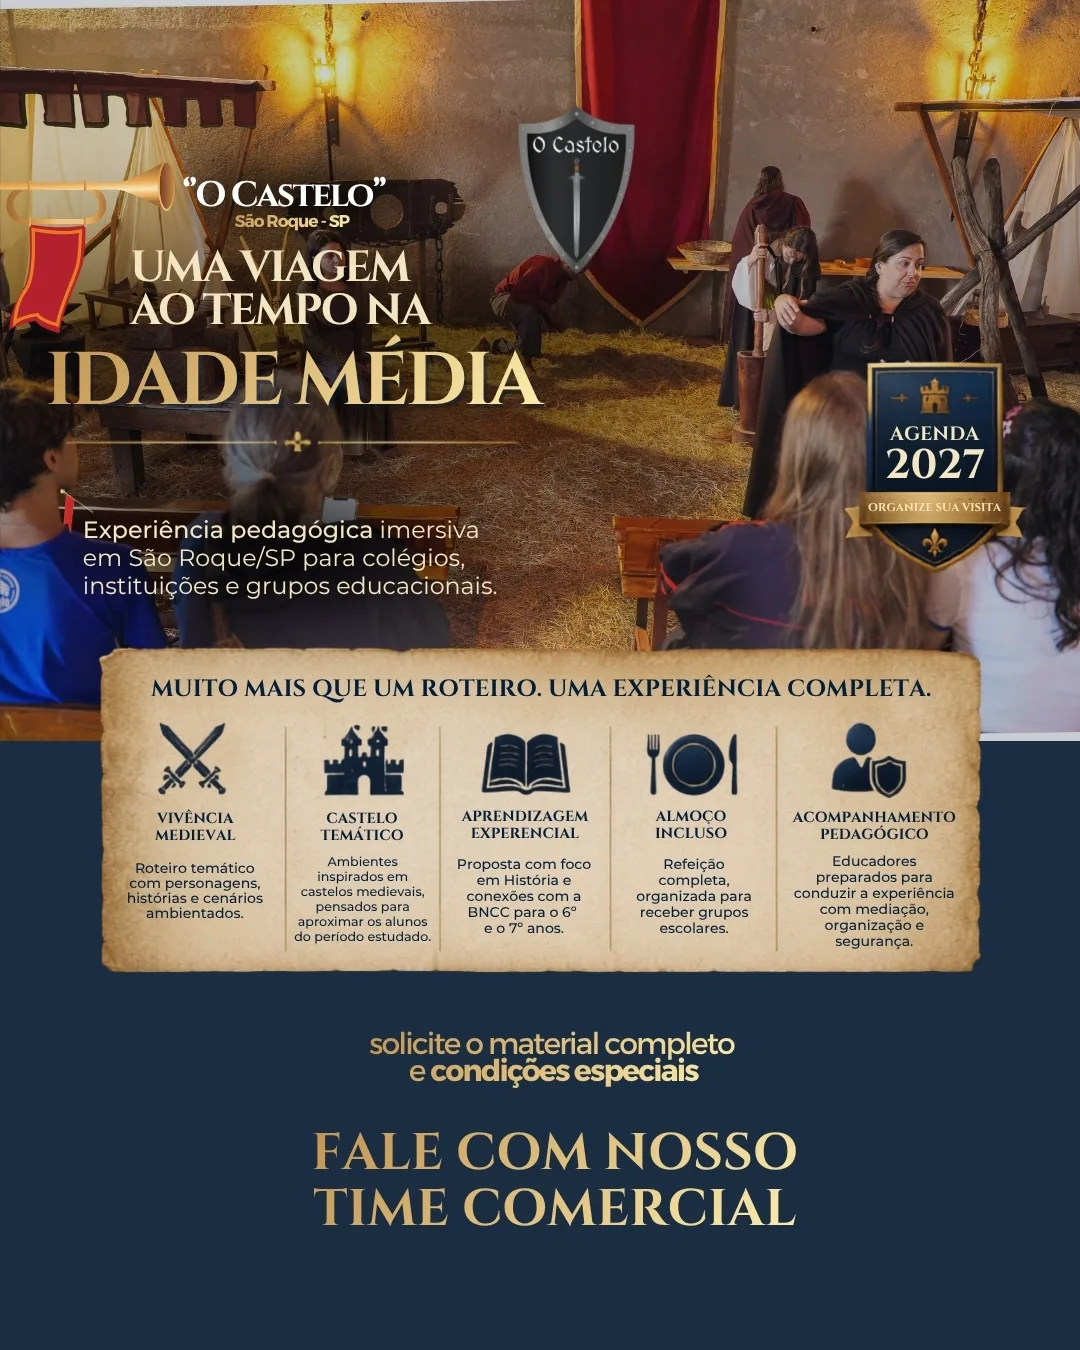 O Castelo
"O CASTELO"
São Roque - SP
UMA VIAGEM
AO TEMPO NA
IDADE MÉDIA
AGENDA
2027
ORGANIZE SUA VISITA
Experiência pedagógica imersiva
em São Roque/SP para colégios,
instituições e grupos educacionais.
MUITO MAIS QUE UM ROTEIRO. UMA EXPERIÊNCIA COMPLETA.
VIVÊNCIA
MEDIEVAL
Roteiro temático
com personagens,
histórias e cenários
ambientados.
CASTELO
TEMÁTICO
Ambientes
inspirados em
castelos medievais,
pensados para
aproximar os alunos
do período estudado.
APRENDIZAGEM
EXPERENCIAL
Proposta com foco
em História e
conexões com a
BNCC para o 6º
e o 7º anos.
ALMOÇO
INCLUSO
Refeição
completa,
organizada para
receber grupos
escolares.
ACOMPANHAMENTO
PEDAGÓGICO
Educadores
preparados para
conduzir a experiência
com mediação,
organização e
segurança.
solicite o material completo
e condições especiais
FALE COM NOSSO
TIME COMERCIAL